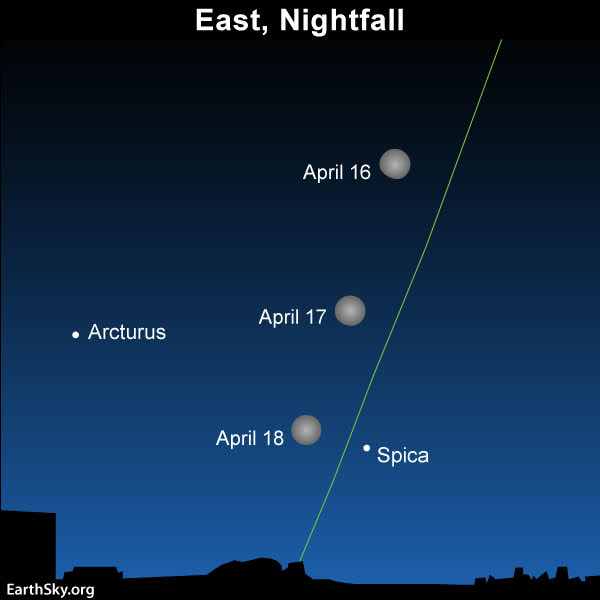 East, Nightfall
April 16
April 17
Arcturus
April 18
Spica
EarthSky.org